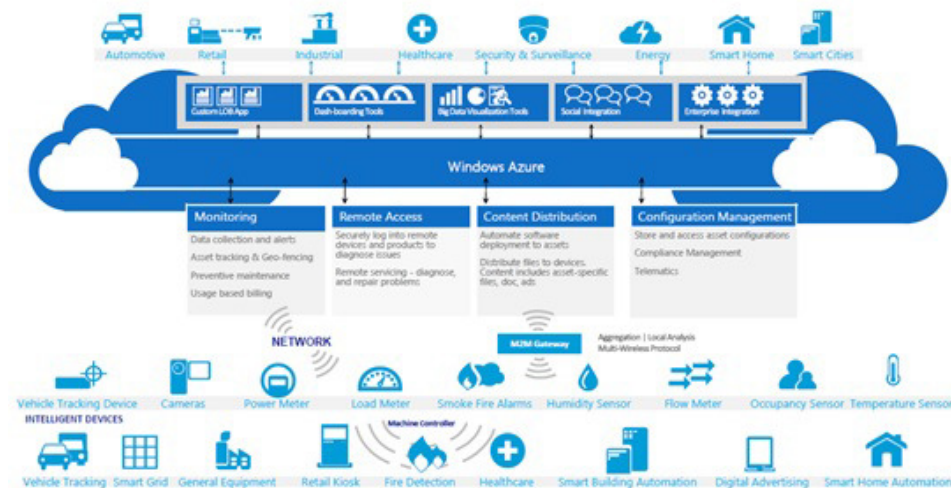 Automotive Retail Industrial Healthcare Security & Surveillance Energy Smart Home Smart Cities
Custom LOB App Dash-boarding Tools Big Data Visualization Tools Social Integration Enterprise Integration
Windows Azure
Monitoring
Data collection and alerts
Asset tracking & Geo-fencing
Preventive maintenance
Usage based billing
Remote Access
Securely log into remote
devices and products to
diagnose issues
Remote servicing - diagnose,
and repair problems
Content Distribution
Automate software
deployment to assets
Distribute files to devices.
Content includes asset-specific
files, doc, ads
Configuration Management
Store and access asset configurations
Compliance Management
Telematics
NETWORK
M2M Gateway
Aggregation | Local Analysis
Multi-Wireless Protocol
Vehicle Tracking Device Cameras Power Meter Load Meter Smoke Fire Alarms Humidity Sensor Flow Meter Occupancy Sensor Temperature Sensor
INTELLIGENT DEVICES
Machine Controller
Vehicle Tracking Smart Grid General Equipment Retail Kiosk Fire Detection Healthcare Smart Building Automation Digital Advertising Smart Home Automation